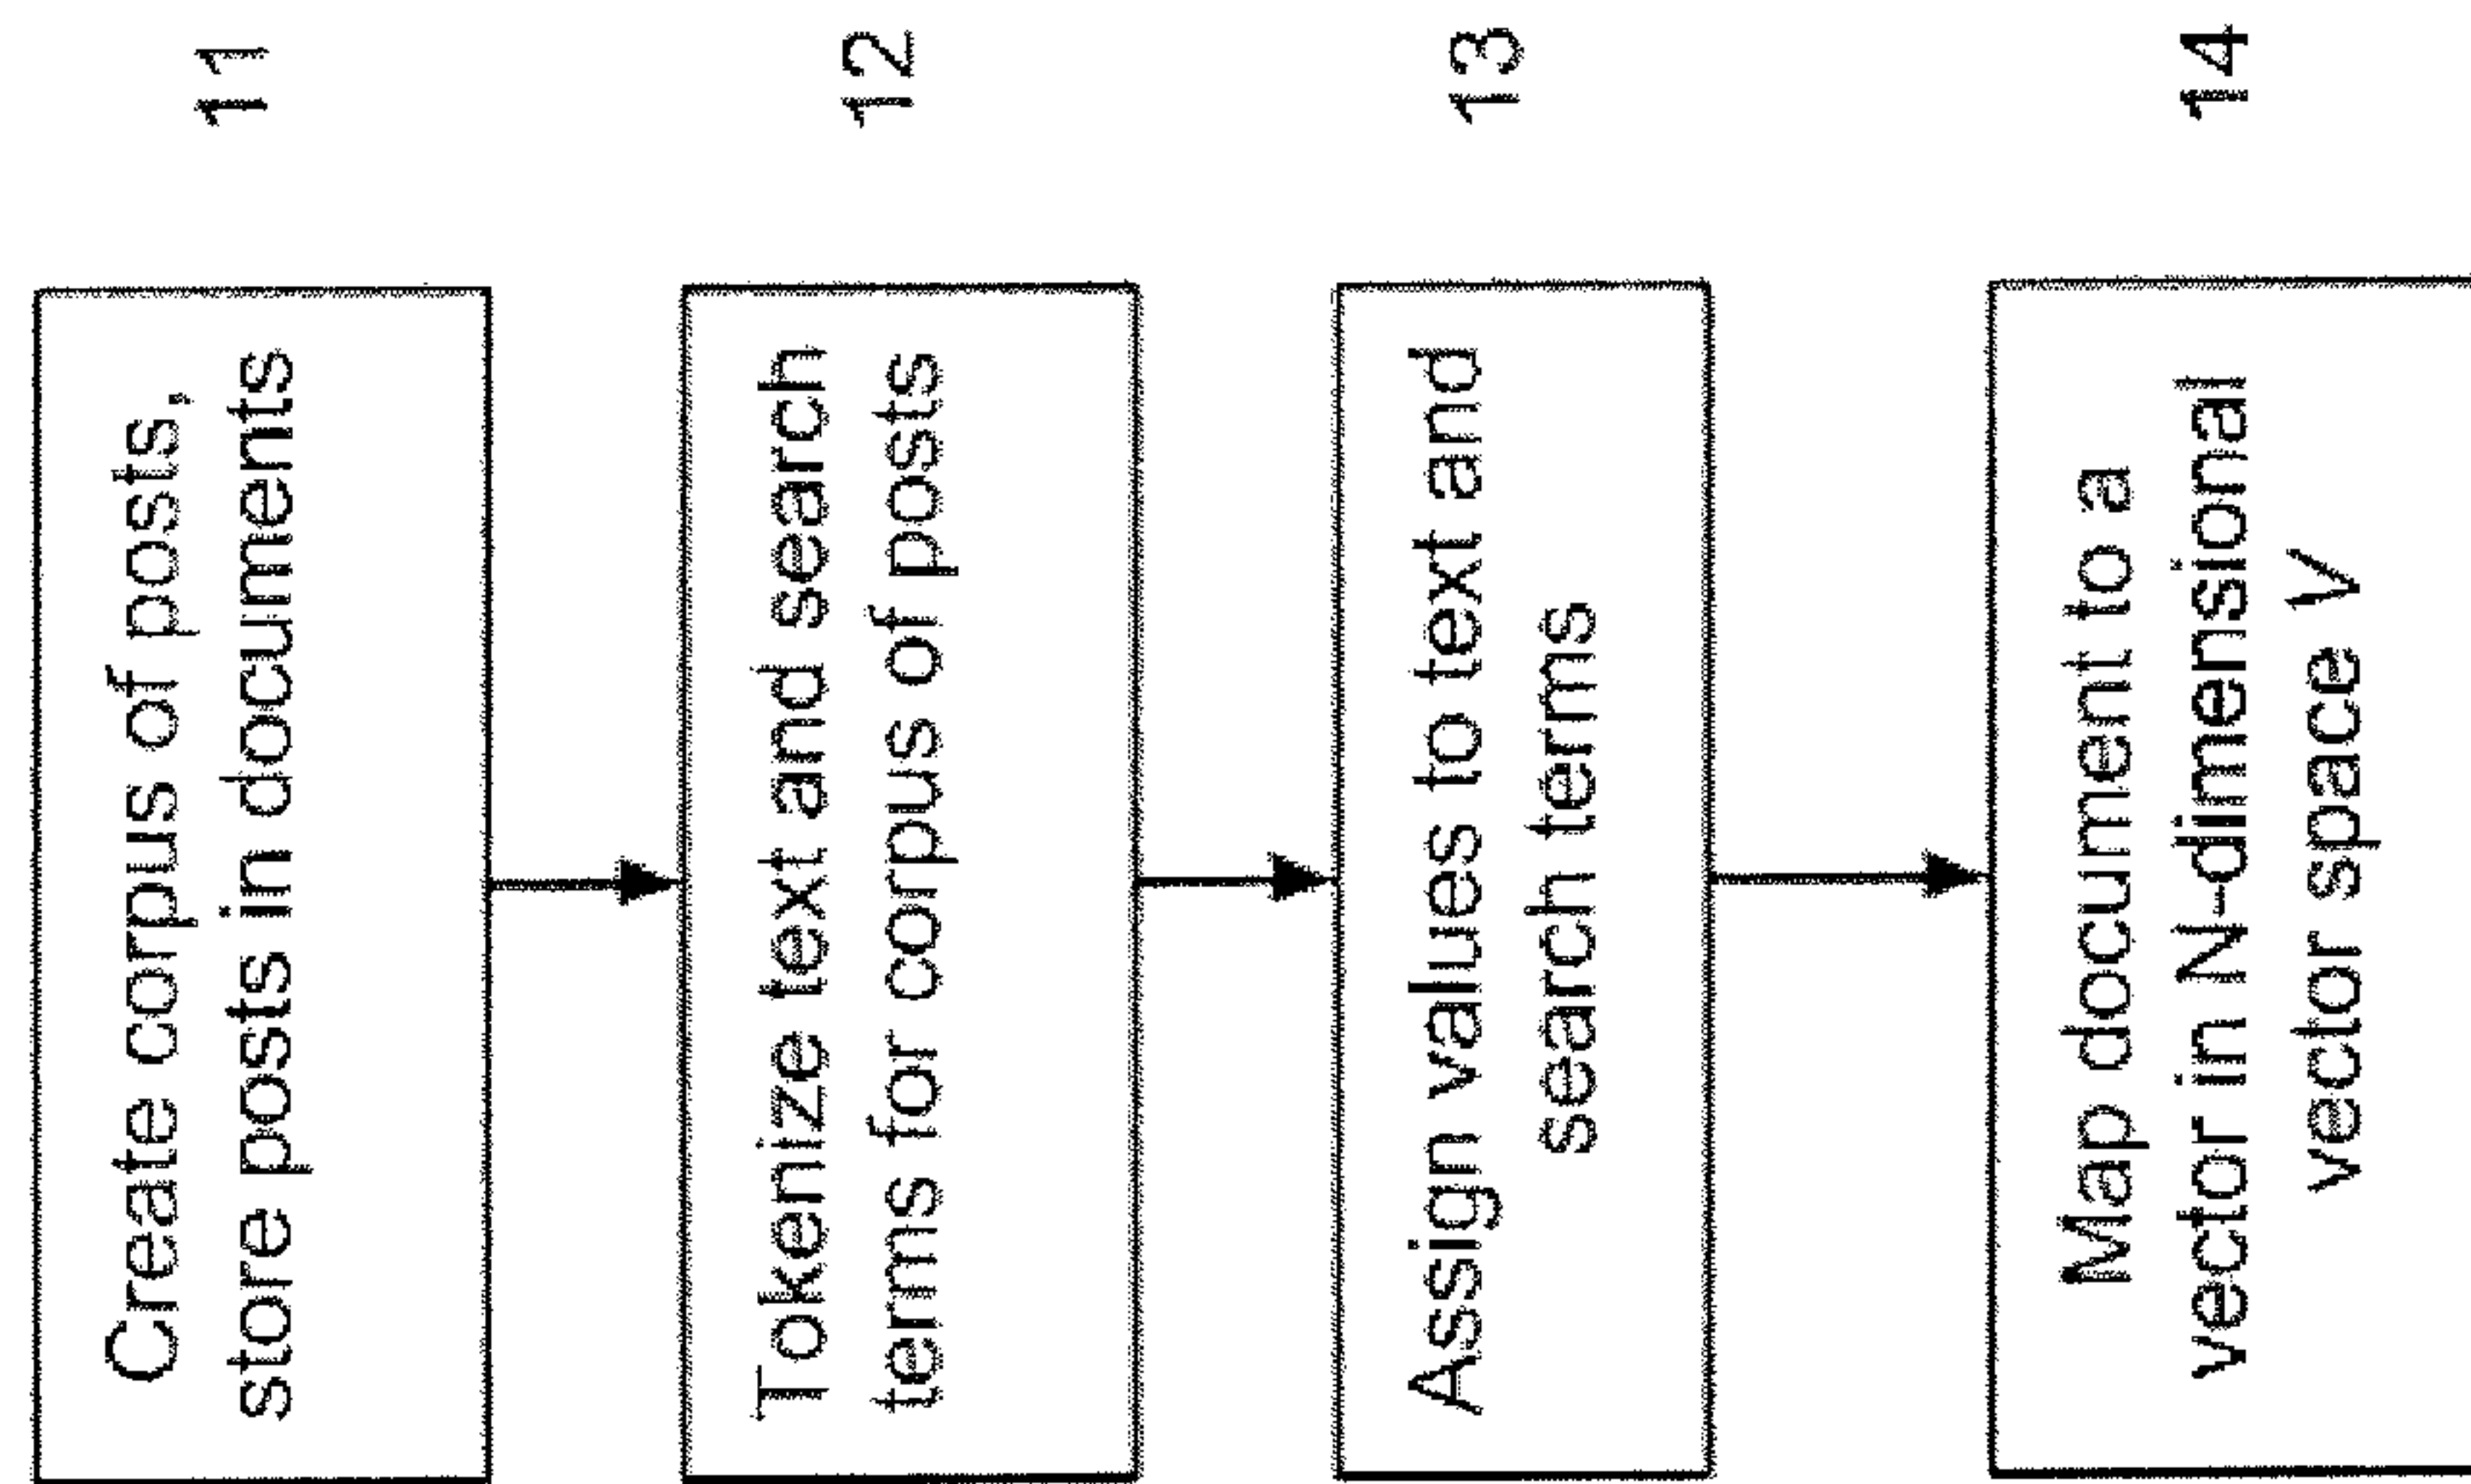 Create corpus of posts,
store posts in documents
11
Tokenize text and search
terms for corpus of posts
12
Assign values to text and
search terms
13
Map document to a
vector in N-dimensional
vector space V
14